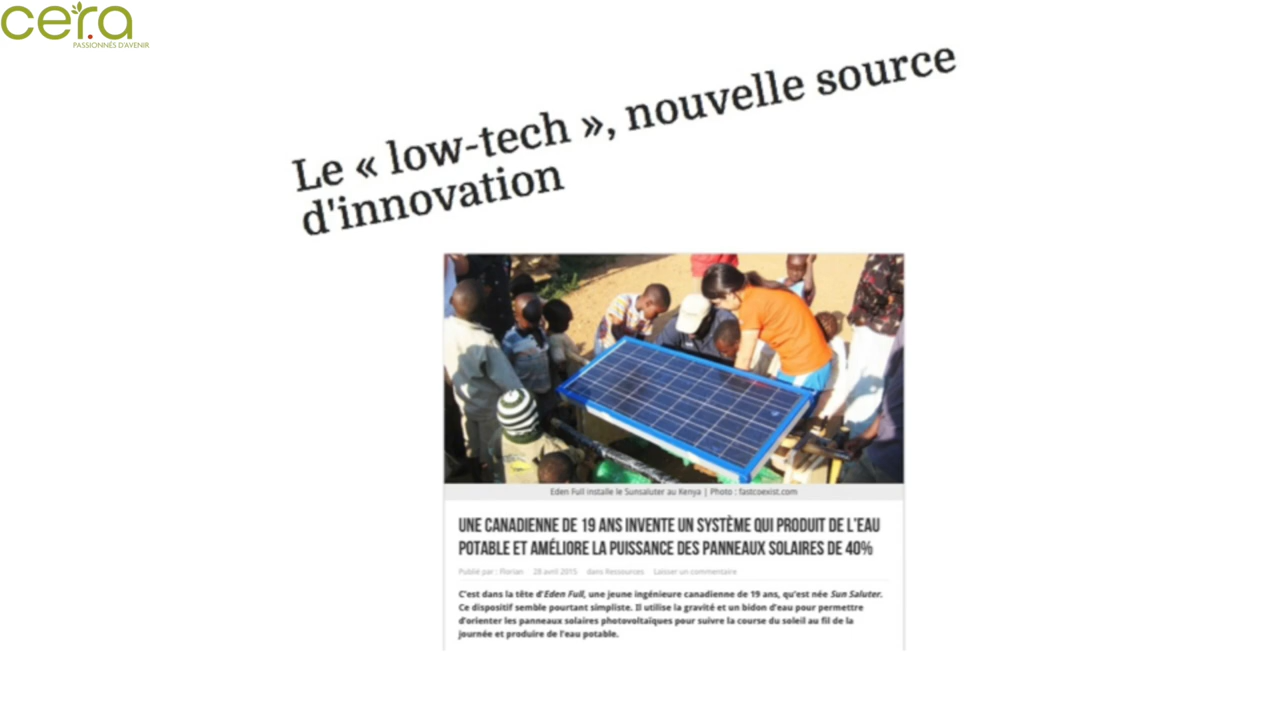 cera
PASSIONNÉS D'AVENIR
Le « low-tech », nouvelle source
d'innovation
Eden Full installe le Sunsaluter au Kenya | Photo : fastcoexist.com
UNE CANADIENNE DE 19 ANS INVENTE UN SYSTÈME QUI PRODUIT DE L'EAU
POTABLE ET AMÉLIORE LA PUISSANCE DES PANNEAUX SOLAIRES DE 40%
Publié par : Florian 28 avril 2015 dans Ressources Laisser un commentaire
C'est dans la tête d'Eden Full, une jeune ingénieure canadienne de 19 ans, qu'est née Sun Saluter.
Ce dispositif semble pourtant simpliste. Il utilise la gravité et un bidon d'eau pour permettre
d'orienter les panneaux solaires photovoltaïques pour suivre la course du soleil au fil de la
journée et produire de l'eau potable.